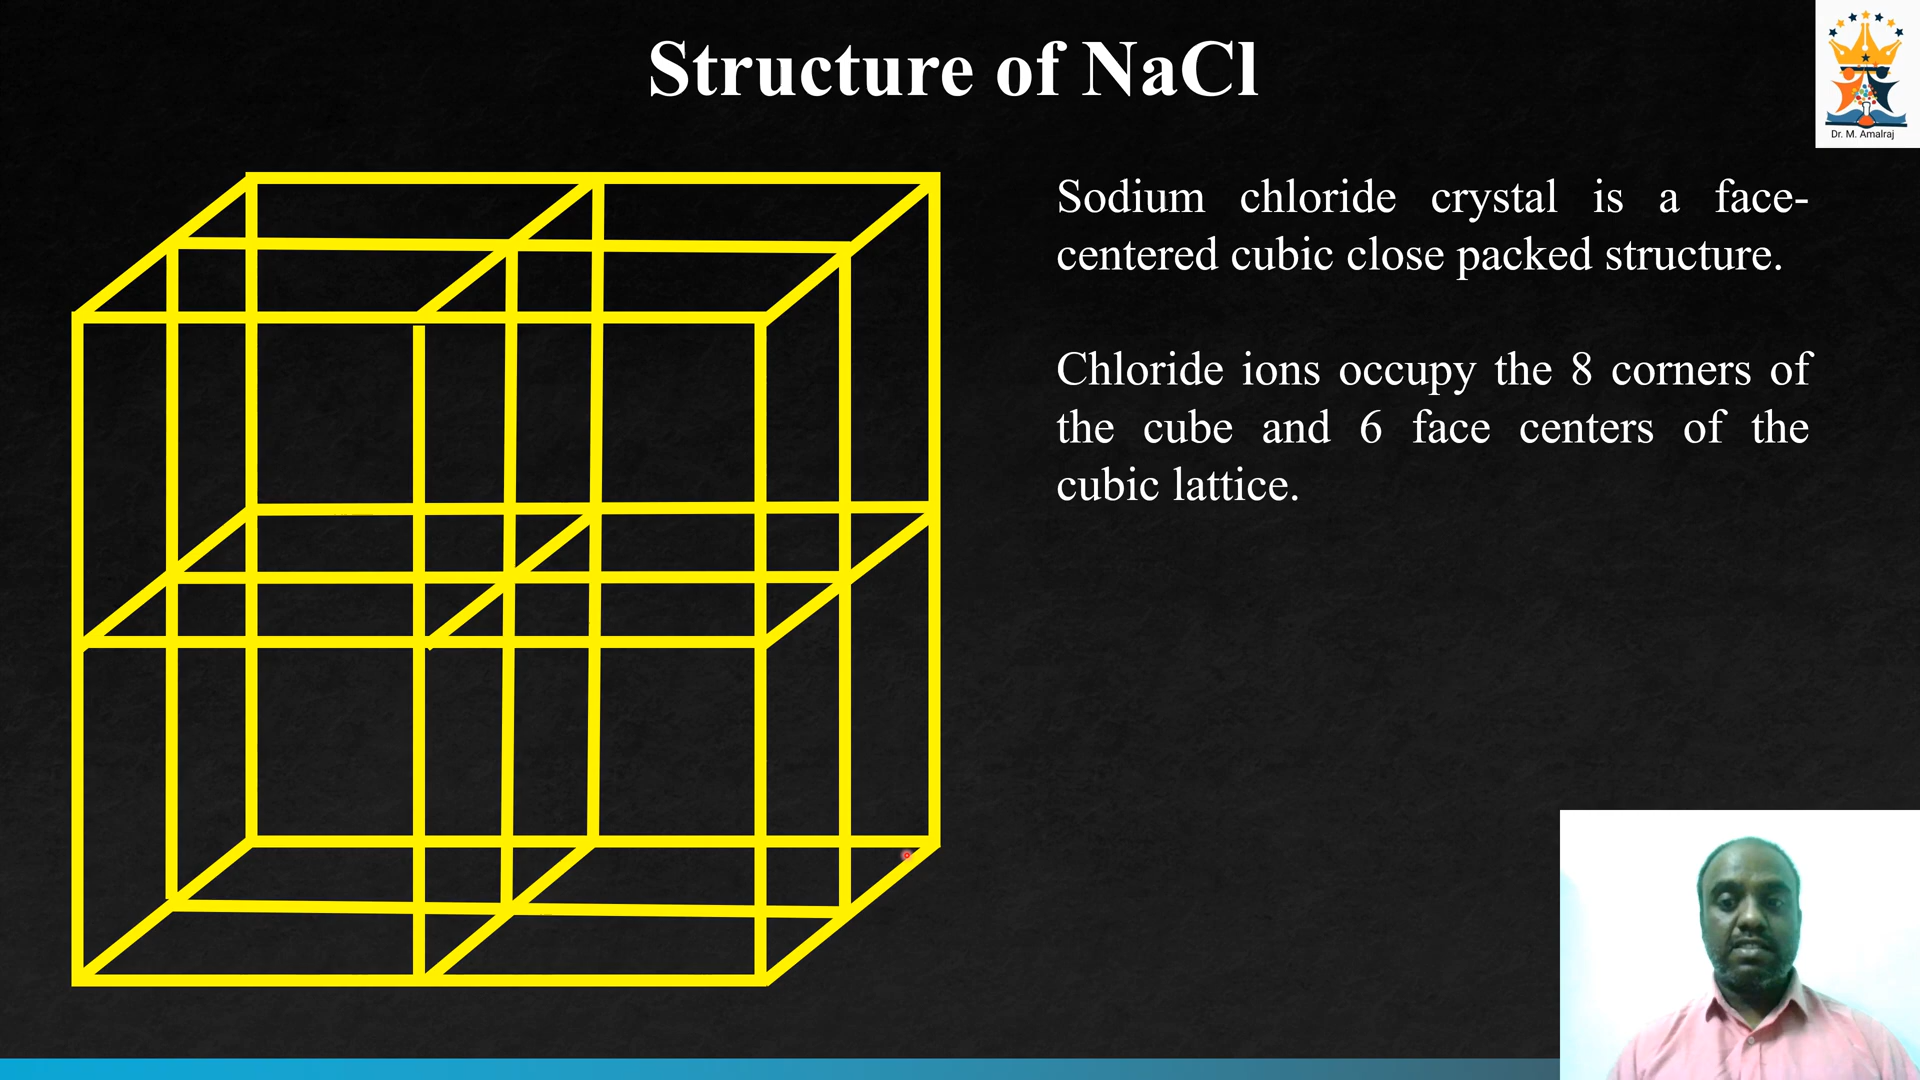 Structure of NaCl
Dr. M. Amalraj
Sodium chloride crystal is a face-
centered cubic close packed structure.
Chloride ions occupy the 8 corners of
the cube and 6 face centers of the
cubic lattice.